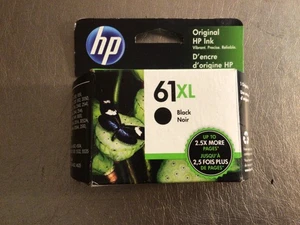 hp
Original
HP Ink
Vibrant. Precise. Reliable.
D'encre
d'origine HP
61XL
Black
Noir
UP TO
2.5X MORE
PAGES
JUSQU'À
2,5 FOIS PLUS
DE PAGES